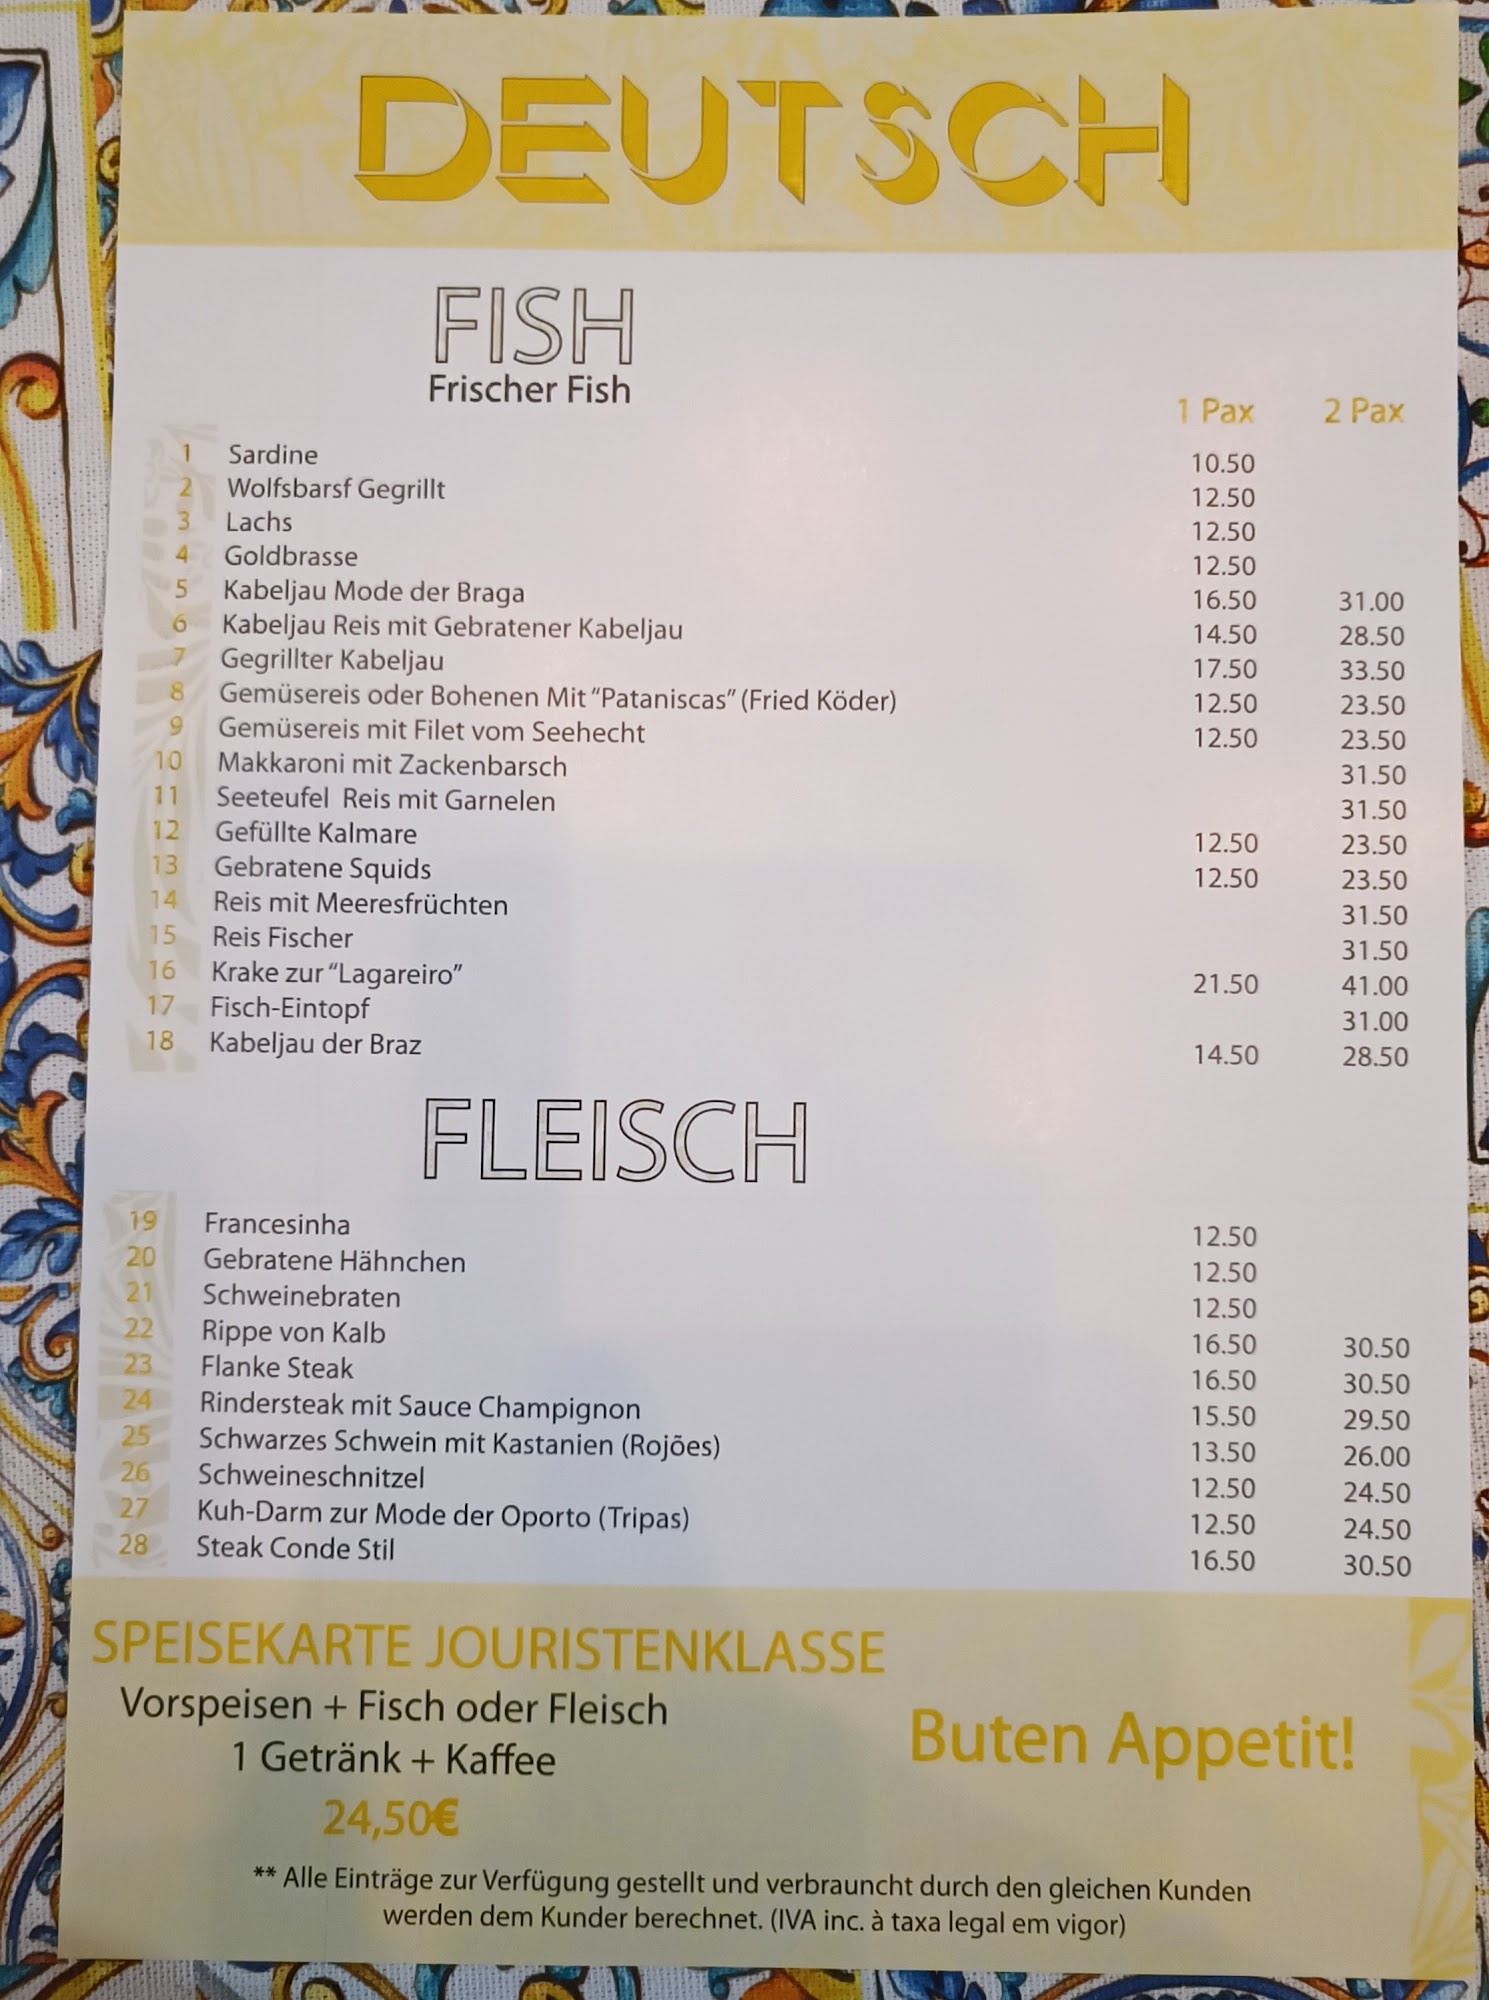 DEUTSCH
FISH
Frischer Fish
1 Pax 2 Pax
1 Sardine 10.50
2 Wolfsbarsf Gegrillt 12.50
3 Lachs 12.50
4 Goldbrasse 12.50
5 Kabeljau Mode der Braga 16.50 31.00
6 Kabeljau Reis mit Gebratener Kabeljau 14.50 28.50
7 Gegrillter Kabeljau 17.50 33.50
8 Gemüsereis oder Bohenen Mit “Pataniscas” (Fried Köder) 12.50 23.50
9 Gemüsereis mit Filet vom Seehecht 12.50 23.50
10 Makkaroni mit Zackenbarsch 31.50
11 Seeteufel Reis mit Garnelen 31.50
12 Gefüllte Kalmare 12.50 23.50
13 Gebratene Squids 12.50 23.50
14 Reis mit Meeresfrüchten 31.50
15 Reis Fischer 31.50
16 Krake zur “Lagareiro” 21.50 41.00
17 Fisch-Eintopf 31.00
18 Kabeljau der Braz 14.50 28.50
FLEISCH
19 Francesinha 12.50
20 Gebratene Hähnchen 12.50
21 Schweinebraten 12.50
22 Rippe von Kalb 16.50 30.50
23 Flanke Steak 16.50 30.50
24 Rindersteak mit Sauce Champignon 15.50 29.50
25 Schwarzes Schwein mit Kastanien (Rojões) 13.50 26.00
26 Schweineschnitzel 12.50 24.50
27 Kuh-Darm zur Mode der Oporto (Tripas) 12.50 24.50
28 Steak Conde Stil 16.50 30.50
SPEISEKARTE JOURISTENKLASSE
Vorspeisen + Fisch oder Fleisch
1 Getränk + Kaffee
24,50€
Buten Appetit!
** Alle Einträge zur Verfügung gestellt und verbrauncht durch den gleichen Kunden
werden dem Kunder berechnet. (IVA inc. à taxa legal em vigor)